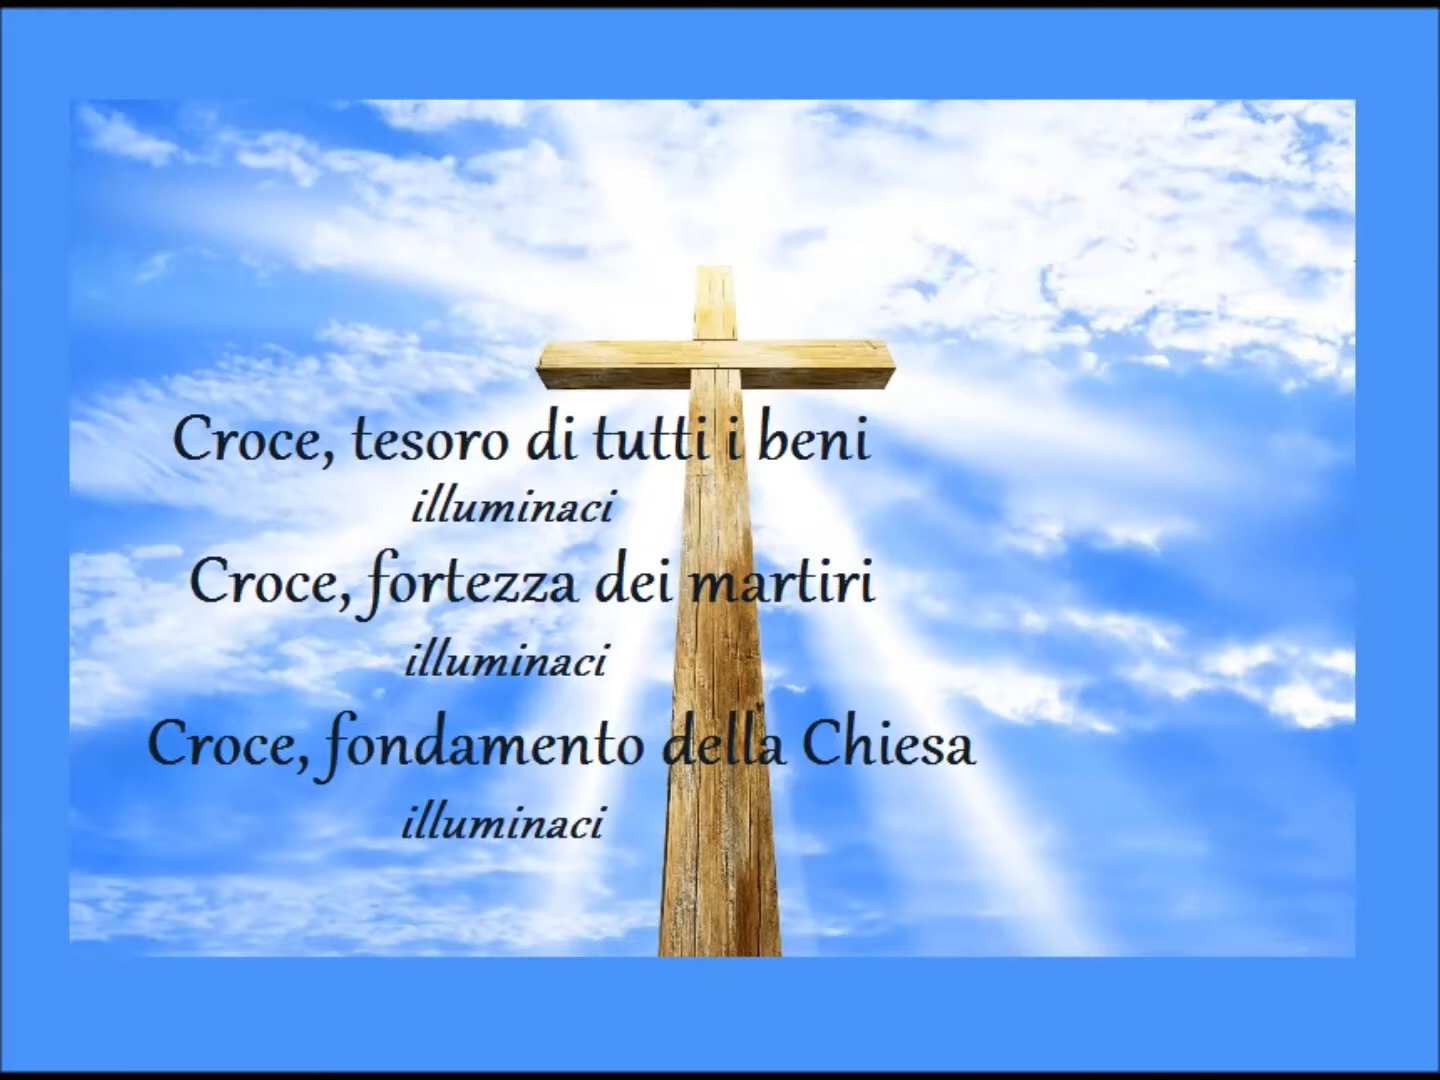 Croce, tesoro di tutti i beni
illuminaci
Croce, fortezza dei martiri
illuminaci
Croce, fondamento della Chiesa
illuminaci